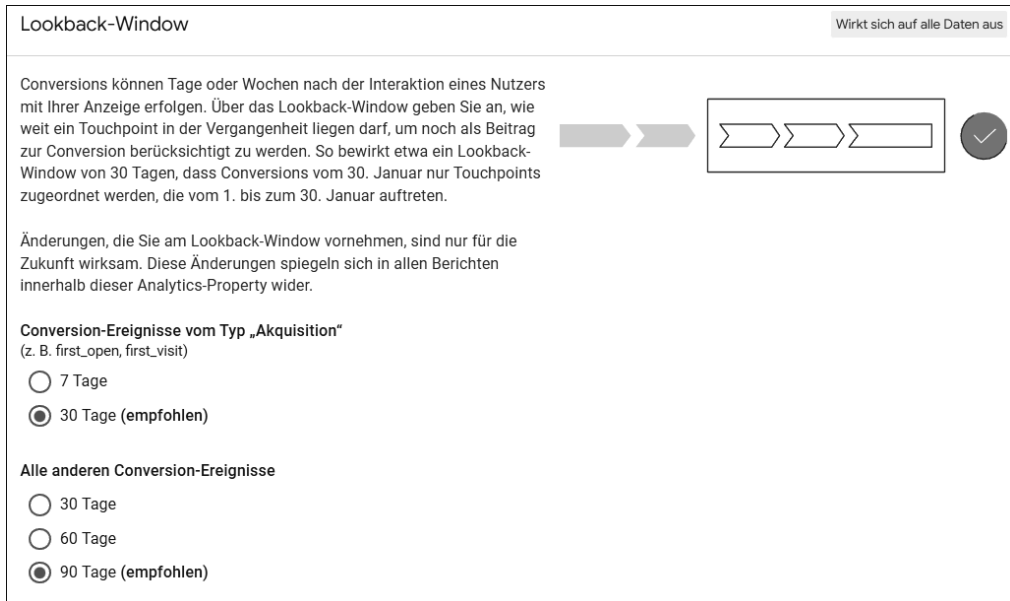 Lookback-Window
Wirkt sich auf alle Daten aus
Conversions können Tage oder Wochen nach der Interaktion eines Nutzers
mit Ihrer Anzeige erfolgen. Über das Lookback-Window geben Sie an, wie
weit ein Touchpoint in der Vergangenheit liegen darf, um noch als Beitrag
zur Conversion berücksichtigt zu werden. So bewirkt etwa ein Lookback-
Window von 30 Tagen, dass Conversions vom 30. Januar nur Touchpoints
zugeordnet werden, die vom 1. bis zum 30. Januar auftreten.
Änderungen, die Sie am Lookback-Window vornehmen, sind nur für die
Zukunft wirksam. Diese Änderungen spiegeln sich in allen Berichten
innerhalb dieser Analytics-Property wider.
Conversion-Ereignisse vom Typ „Akquisition“
(z. B. first_open, first_visit)
7 Tage
30 Tage (empfohlen)
Alle anderen Conversion-Ereignisse
30 Tage
60 Tage
90 Tage (empfohlen)